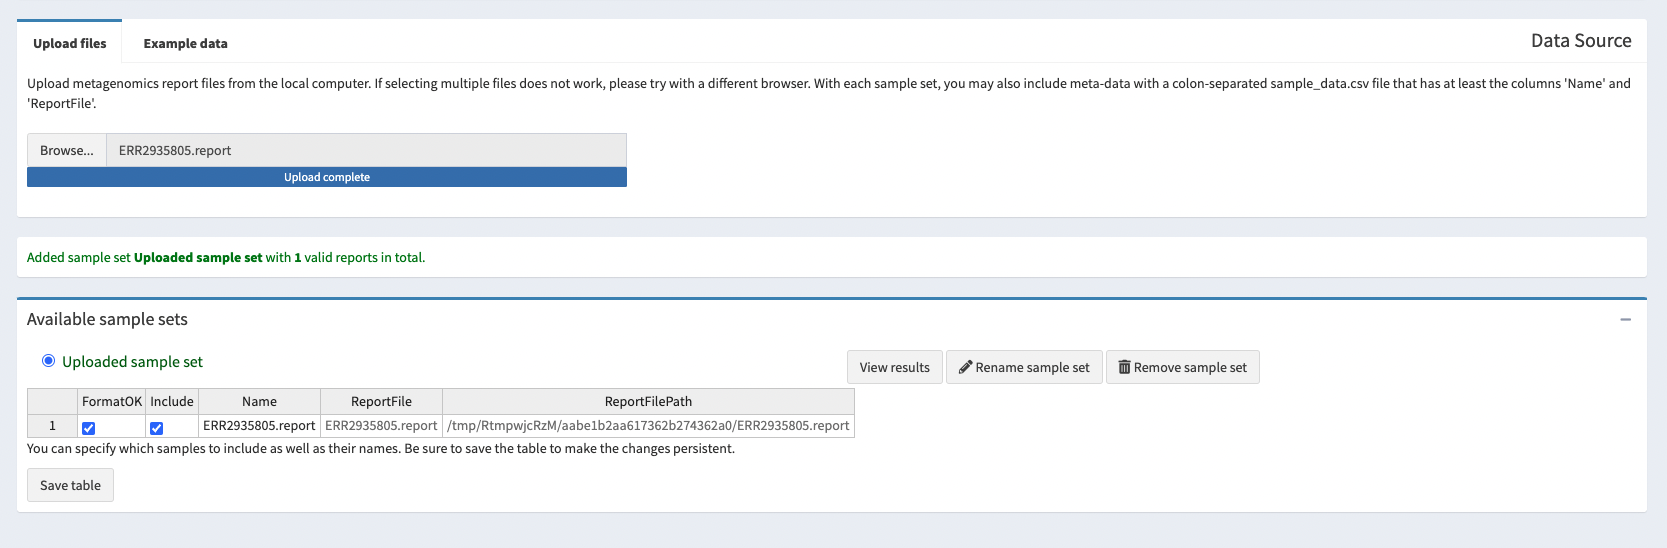 Upload files
Example data
Data Source
Upload metagenomics report files from the local computer. If selecting multiple files does not work, please try with a different browser. With each sample set, you may also include meta-data with a colon-separated sample_data.csv file that has at least the columns 'Name' and
'ReportFile'.
Browse... ERR2935805.report
Upload complete
Added sample set Uploaded sample set with 1 valid reports in total.
Available sample sets
Uploaded sample set
View results Rename sample set Remove sample set
FormatOK Include Name ReportFile ReportFilePath
1 ERR2935805.report ERR2935805.report /tmp/RtmpwjcRzM/aabe1b2aa617362b274362a0/ERR2935805.report
You can specify which samples to include as well as their names. Be sure to save the table to make the changes persistent.
Save table